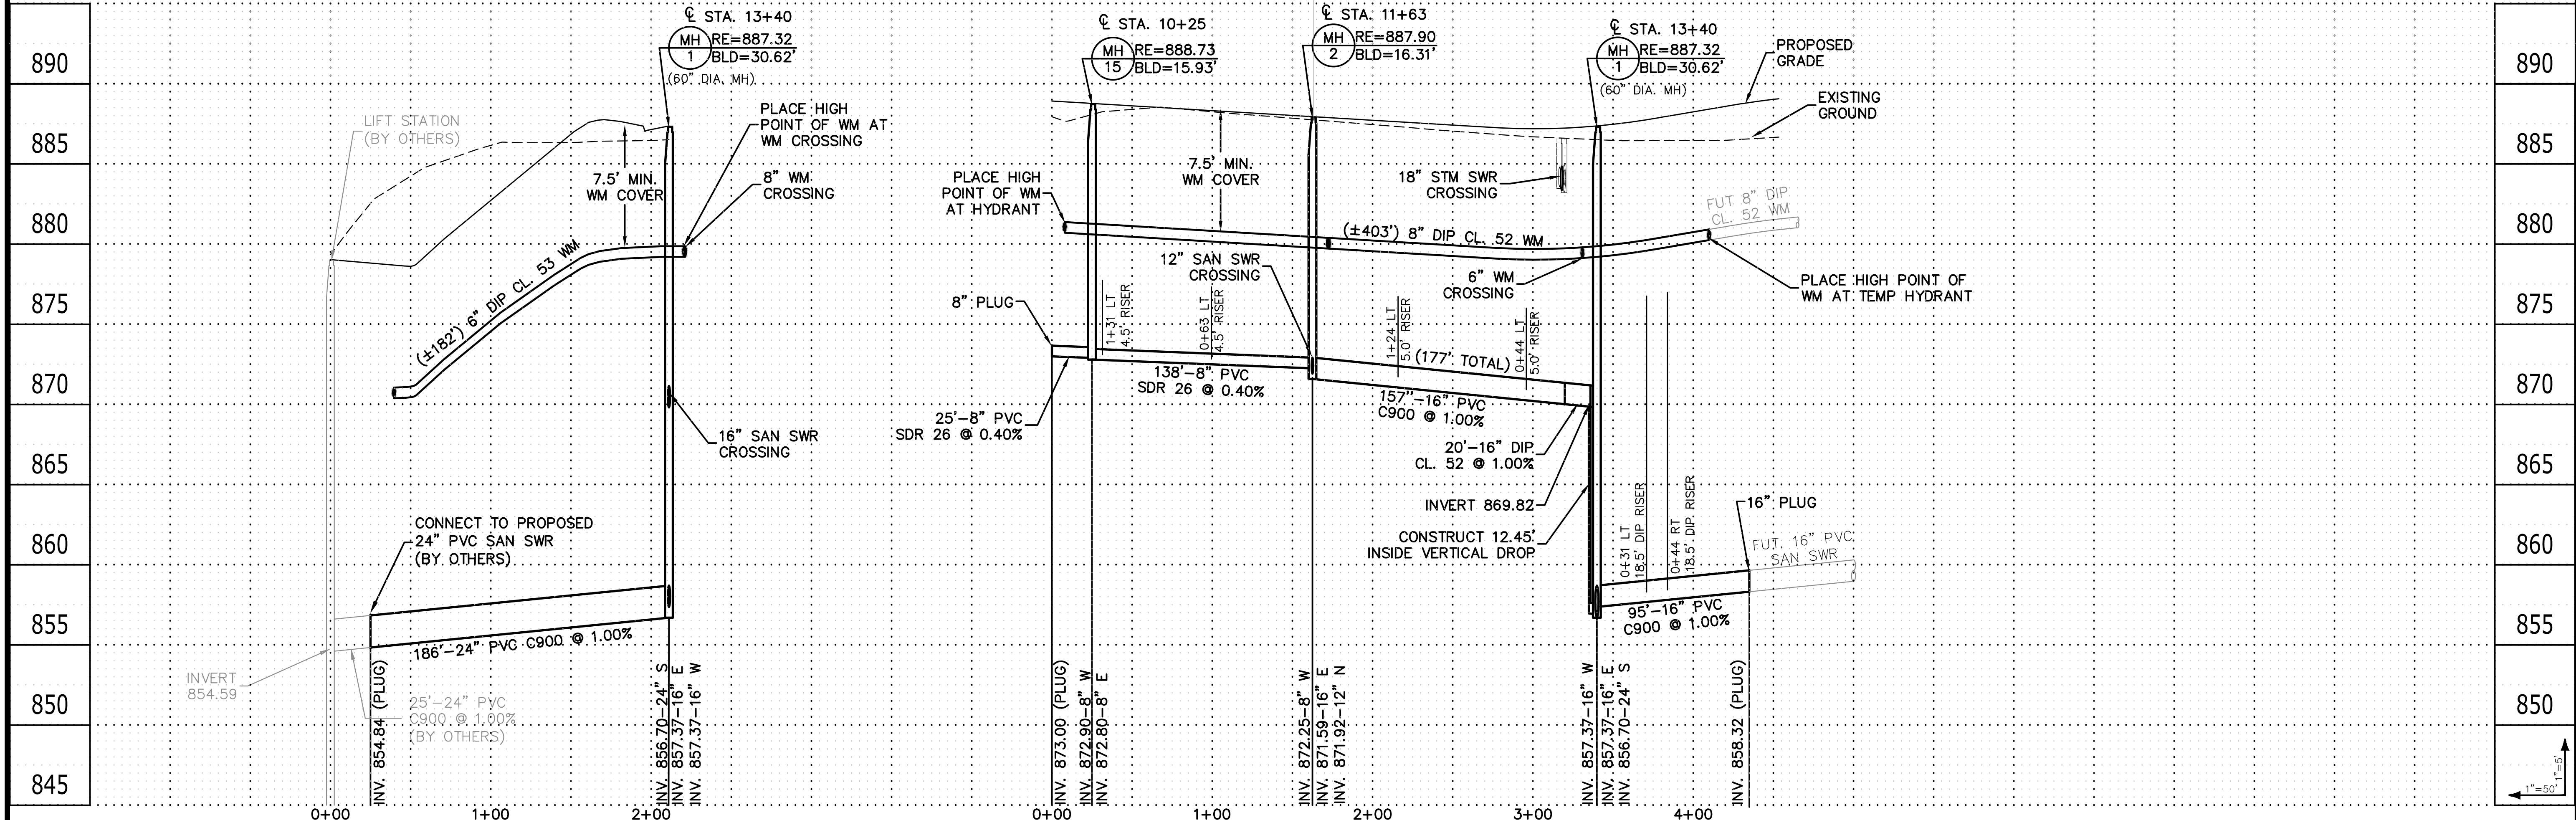 890
885
880
875
870
865
860
855
850
845
LIFT STATION
(BY OTHERS)
℄ STA. 13+40
MH
1
RE=887.32
BLD=30.62'
(60" DIA. MH)
PLACE HIGH
POINT OF WM AT
WM CROSSING
8" WM
CROSSING
7.5' MIN.
WM COVER
(±182') 6" DIP CL. 53 WM
16" SAN SWR
CROSSING
CONNECT TO PROPOSED
24" PVC SAN SWR
(BY OTHERS)
186'-24" PVC C900 @ 1.00%
INVERT
854.59
25'-24" PVC
C900 @ 1.00%
(BY OTHERS)
INV. 854.84 (PLUG)
INV. 856.70-24" S
INV. 857.37-16" E
INV. 857.37-16" W
0+00
1+00
2+00
℄ STA. 10+25
MH
15
RE=888.73
BLD=15.93'
℄ STA. 11+63
MH
2
RE=887.90
BLD=16.31'
℄ STA. 13+40
MH
1
RE=887.32
BLD=30.62'
(60" DIA. MH)
PROPOSED
GRADE
EXISTING
GROUND
PLACE HIGH
POINT OF WM
AT HYDRANT
7.5' MIN.
WM COVER
18" STM SWR
CROSSING
FUT 8" DIP
CL. 52 WM
(±403') 8" DIP CL. 52 WM
12" SAN SWR
CROSSING
6" WM
CROSSING
PLACE HIGH POINT OF
WM AT TEMP HYDRANT
8" PLUG
1+31 LT
4.5' RISER
0+63 LT
4.5' RISER
1+24 LT
5.0' RISER
0+44 LT
5.0' RISER
(177' TOTAL)
138'-8" PVC
SDR 26 @ 0.40%
157'-16" PVC
C900 @ 1.00%
25'-8" PVC
SDR 26 @ 0.40%
20'-16" DIP
CL. 52 @ 1.00%
INVERT 869.82
CONSTRUCT 12.45'
INSIDE VERTICAL DROP
0+31 LT
18.5' DIP RISER
0+44 RT
18.5' DIP RISER
16" PLUG
FUT. 16" PVC
SAN SWR
95'-16" PVC
C900 @ 1.00%
INV. 873.00 (PLUG)
INV. 872.90-8" W
INV. 872.80-8" E
INV. 872.25-8" W
INV. 871.59-16" E
INV. 871.92-12" N
INV. 857.37-16" W
INV. 857.37-16" E
INV. 856.70-24" S
INV. 858.32 (PLUG)
0+00
1+00
2+00
3+00
4+00
890
885
880
875
870
865
860
855
850
1"=5'
1"=50'